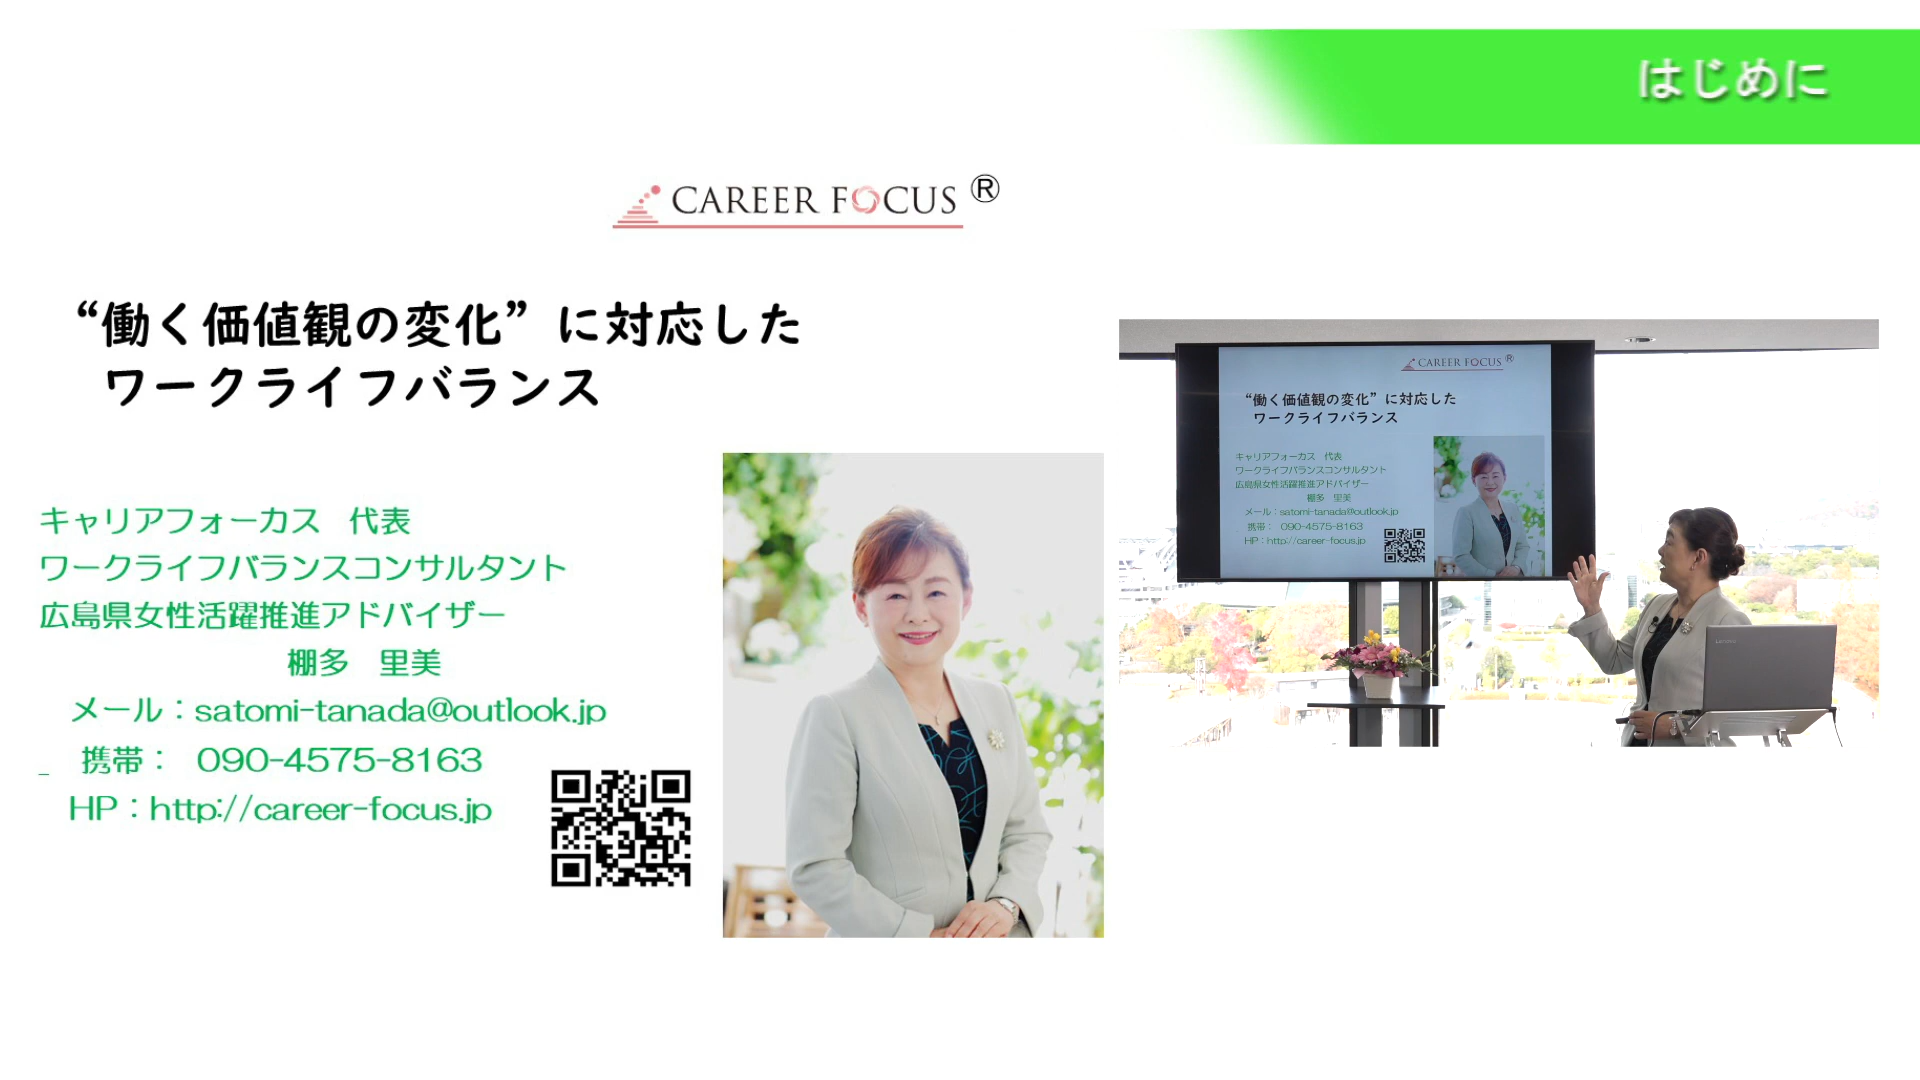 はじめに
CAREER FOCUS ®
“働く価値観の変化”に対応した
ワークライフバランス
キャリアフォーカス　代表
ワークライフバランスコンサルタント
広島県女性活躍推進アドバイザー
棚多　里美
メール：satomi-tanada@outlook.jp
携帯：　090-4575-8163
HP：http://career-focus.jp
CAREER FOCUS ®
“働く価値観の変化”に対応した
ワークライフバランス
キャリアフォーカス　代表
ワークライフバランスコンサルタント
広島県女性活躍推進アドバイザー
棚多　里美
メール：satomi-tanada@outlook.jp
携帯：　090-4575-8163
HP：http://career-focus.jp